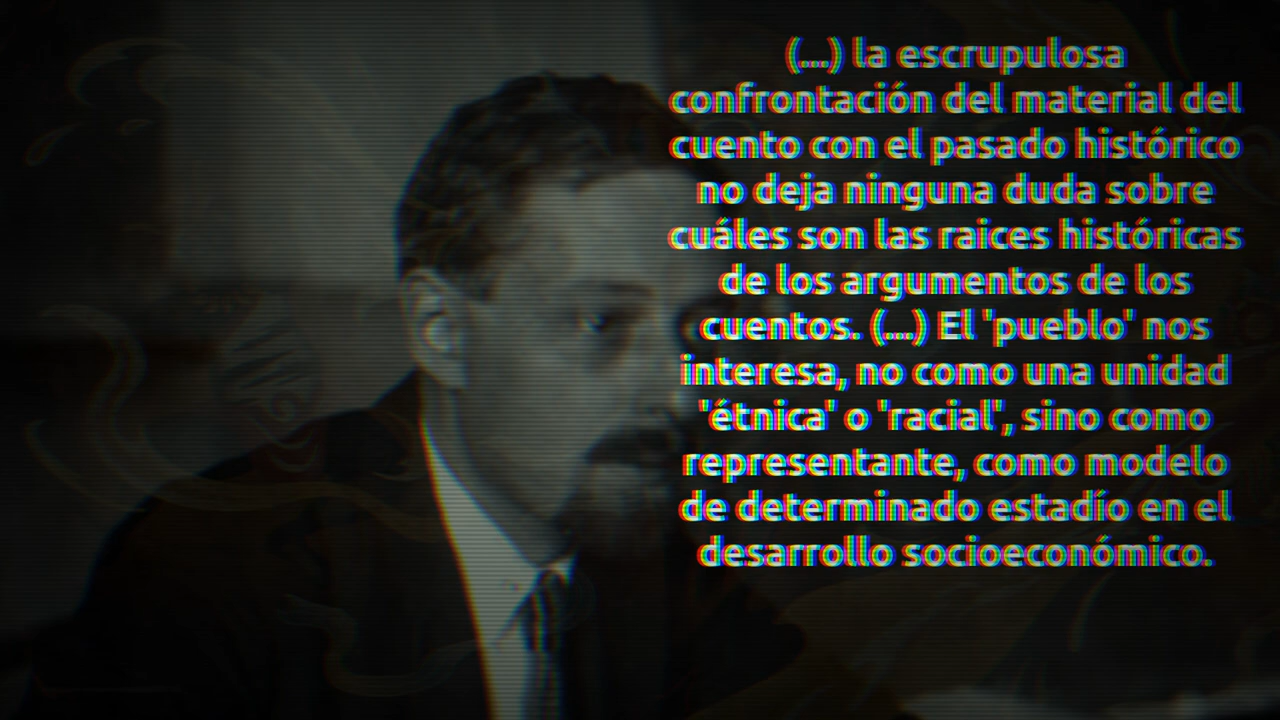 (...) la escrupulosa
confrontación del material del
cuento con el pasado histórico
no deja ninguna duda sobre
cuáles son las raices históricas
de los argumentos de los
cuentos. (...) El "pueblo" nos
interesa, no como una unidad
"étnica" o "racial", sino como
representante, como modelo
de determinado estadío en el
desarrollo socioeconómico.